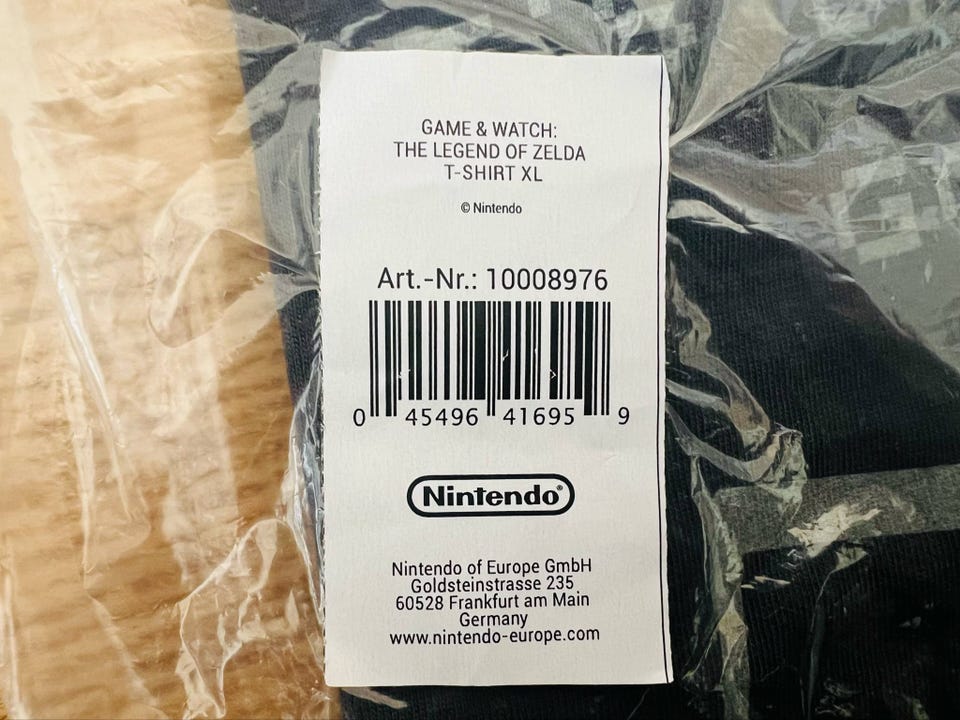 GAME & WATCH:
THE LEGEND OF ZELDA
T-SHIRT XL
© Nintendo
Art.-Nr.: 10008976
0 45496 41695 9
Nintendo®
Nintendo of Europe GmbH
Goldsteinstrasse 235
60528 Frankfurt am Main
Germany
www.nintendo-europe.com